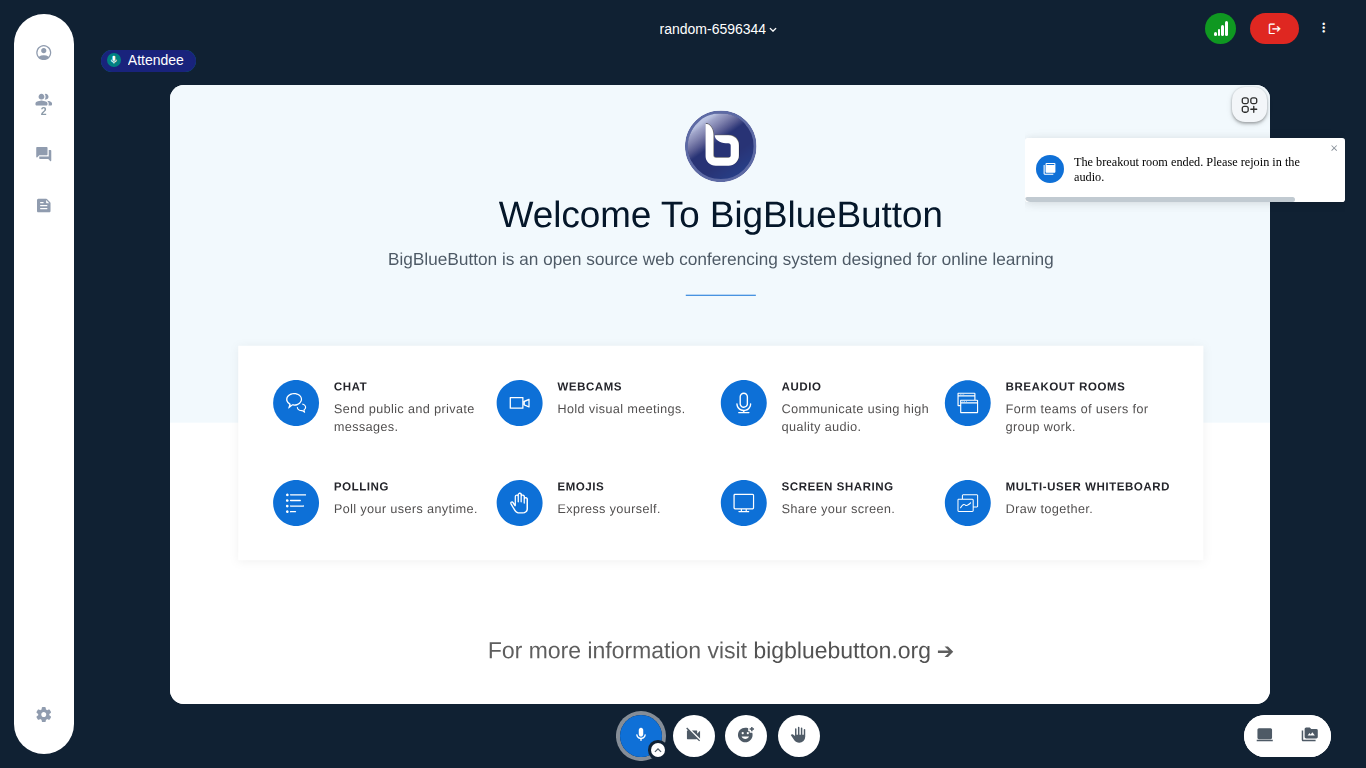 random-6596344
2
Attendee
The breakout room ended. Please rejoin in the
audio.
Welcome To BigBlueButton
BigBlueButton is an open source web conferencing system designed for online learning
CHAT
Send public and private
messages.
WEBCAMS
Hold visual meetings.
AUDIO
Communicate using high
quality audio.
BREAKOUT ROOMS
Form teams of users for
group work.
POLLING
Poll your users anytime.
EMOJIS
Express yourself.
SCREEN SHARING
Share your screen.
MULTI-USER WHITEBOARD
Draw together.
For more information visit bigbluebutton.org ➔